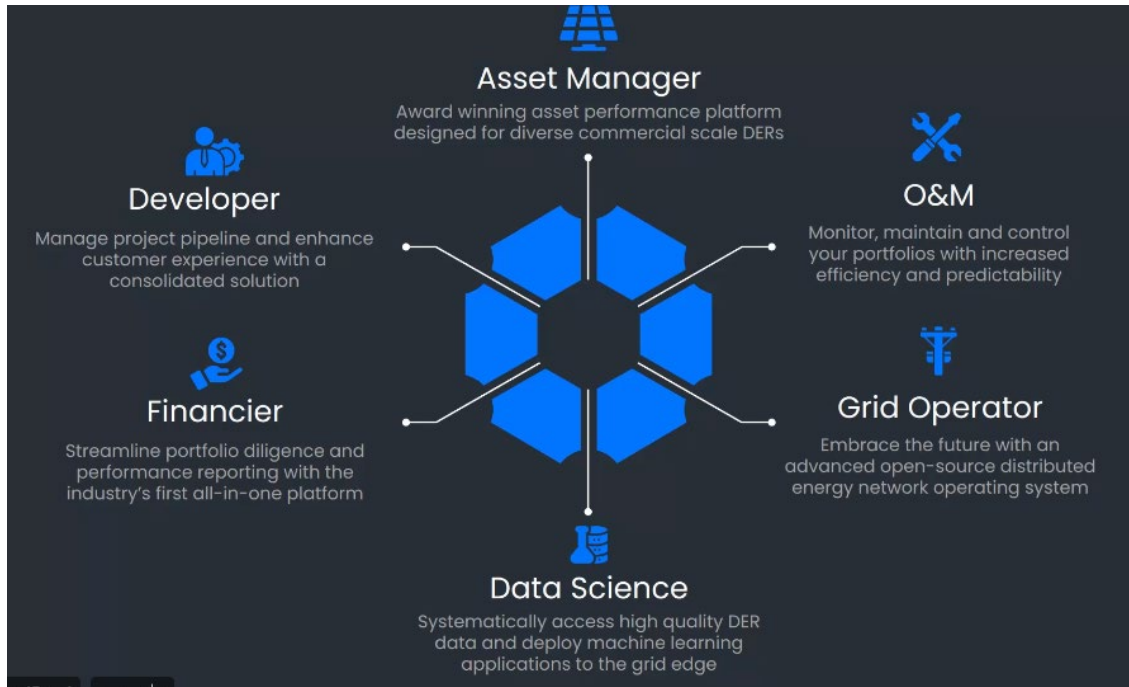 Asset Manager
Award winning asset performance platform
designed for diverse commercial scale DERs
Developer
Manage project pipeline and enhance
customer experience with a
consolidated solution
O&M
Monitor, maintain and control
your portfolios with increased
efficiency and predictability
$
Financier
Streamline portfolio diligence and
performance reporting with the
industry's first all-in-one platform
Grid Operator
Embrace the future with an
advanced open-source distributed
energy network operating system
Data Science
Systematically access high quality DER
data and deploy machine learning
applications to the grid edge